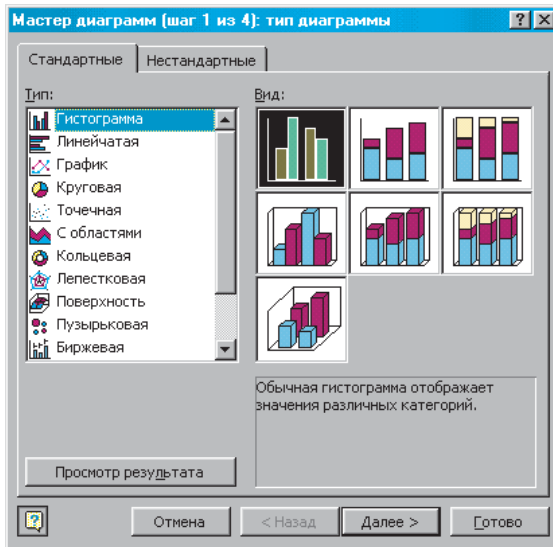 Мастер диаграмм (шаг 1 из 4): тип диаграммы
Стандартные
Нестандартные
Тип:
Гистограмма
Линейчатая
График
Круговая
Точечная
С областями
Кольцевая
Лепестковая
Поверхность
Пузырьковая
Биржевая
Вид:
Обычная гистограмма отображает
значения различных категорий.
Просмотр результата
Отмена
< Назад
Далее >
Готово